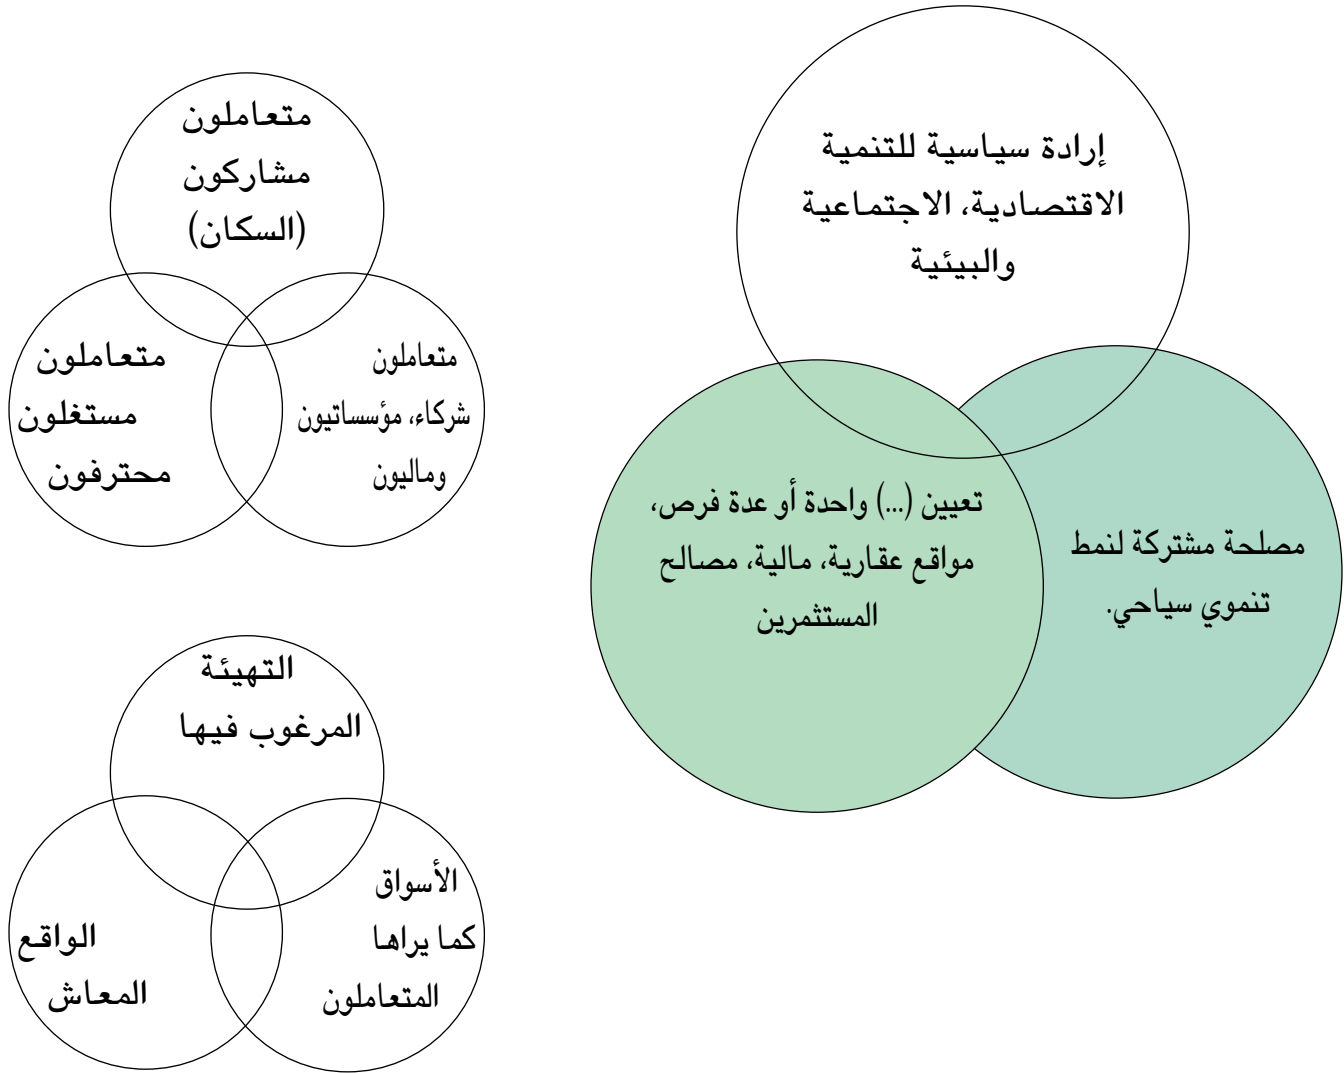 إرادة سياسية للتنمية
الاقتصادية، الاجتماعية
والبيئية
مصلحة مشتركة لنمط
تنموي سياحي.
تعيين (...) واحدة أو عدة فرص،
مواقع عقارية، مالية، مصالح
المستثمرين
متعاملون
مشاركون
(السكان)
متعاملون
شركاء، مؤسساتيون
وماليون
متعاملون
مستغلون
محترفون
التهيئة
المرغوب فيها
الأسواق
كما يراها
المتعاملون
الواقع
المعاش